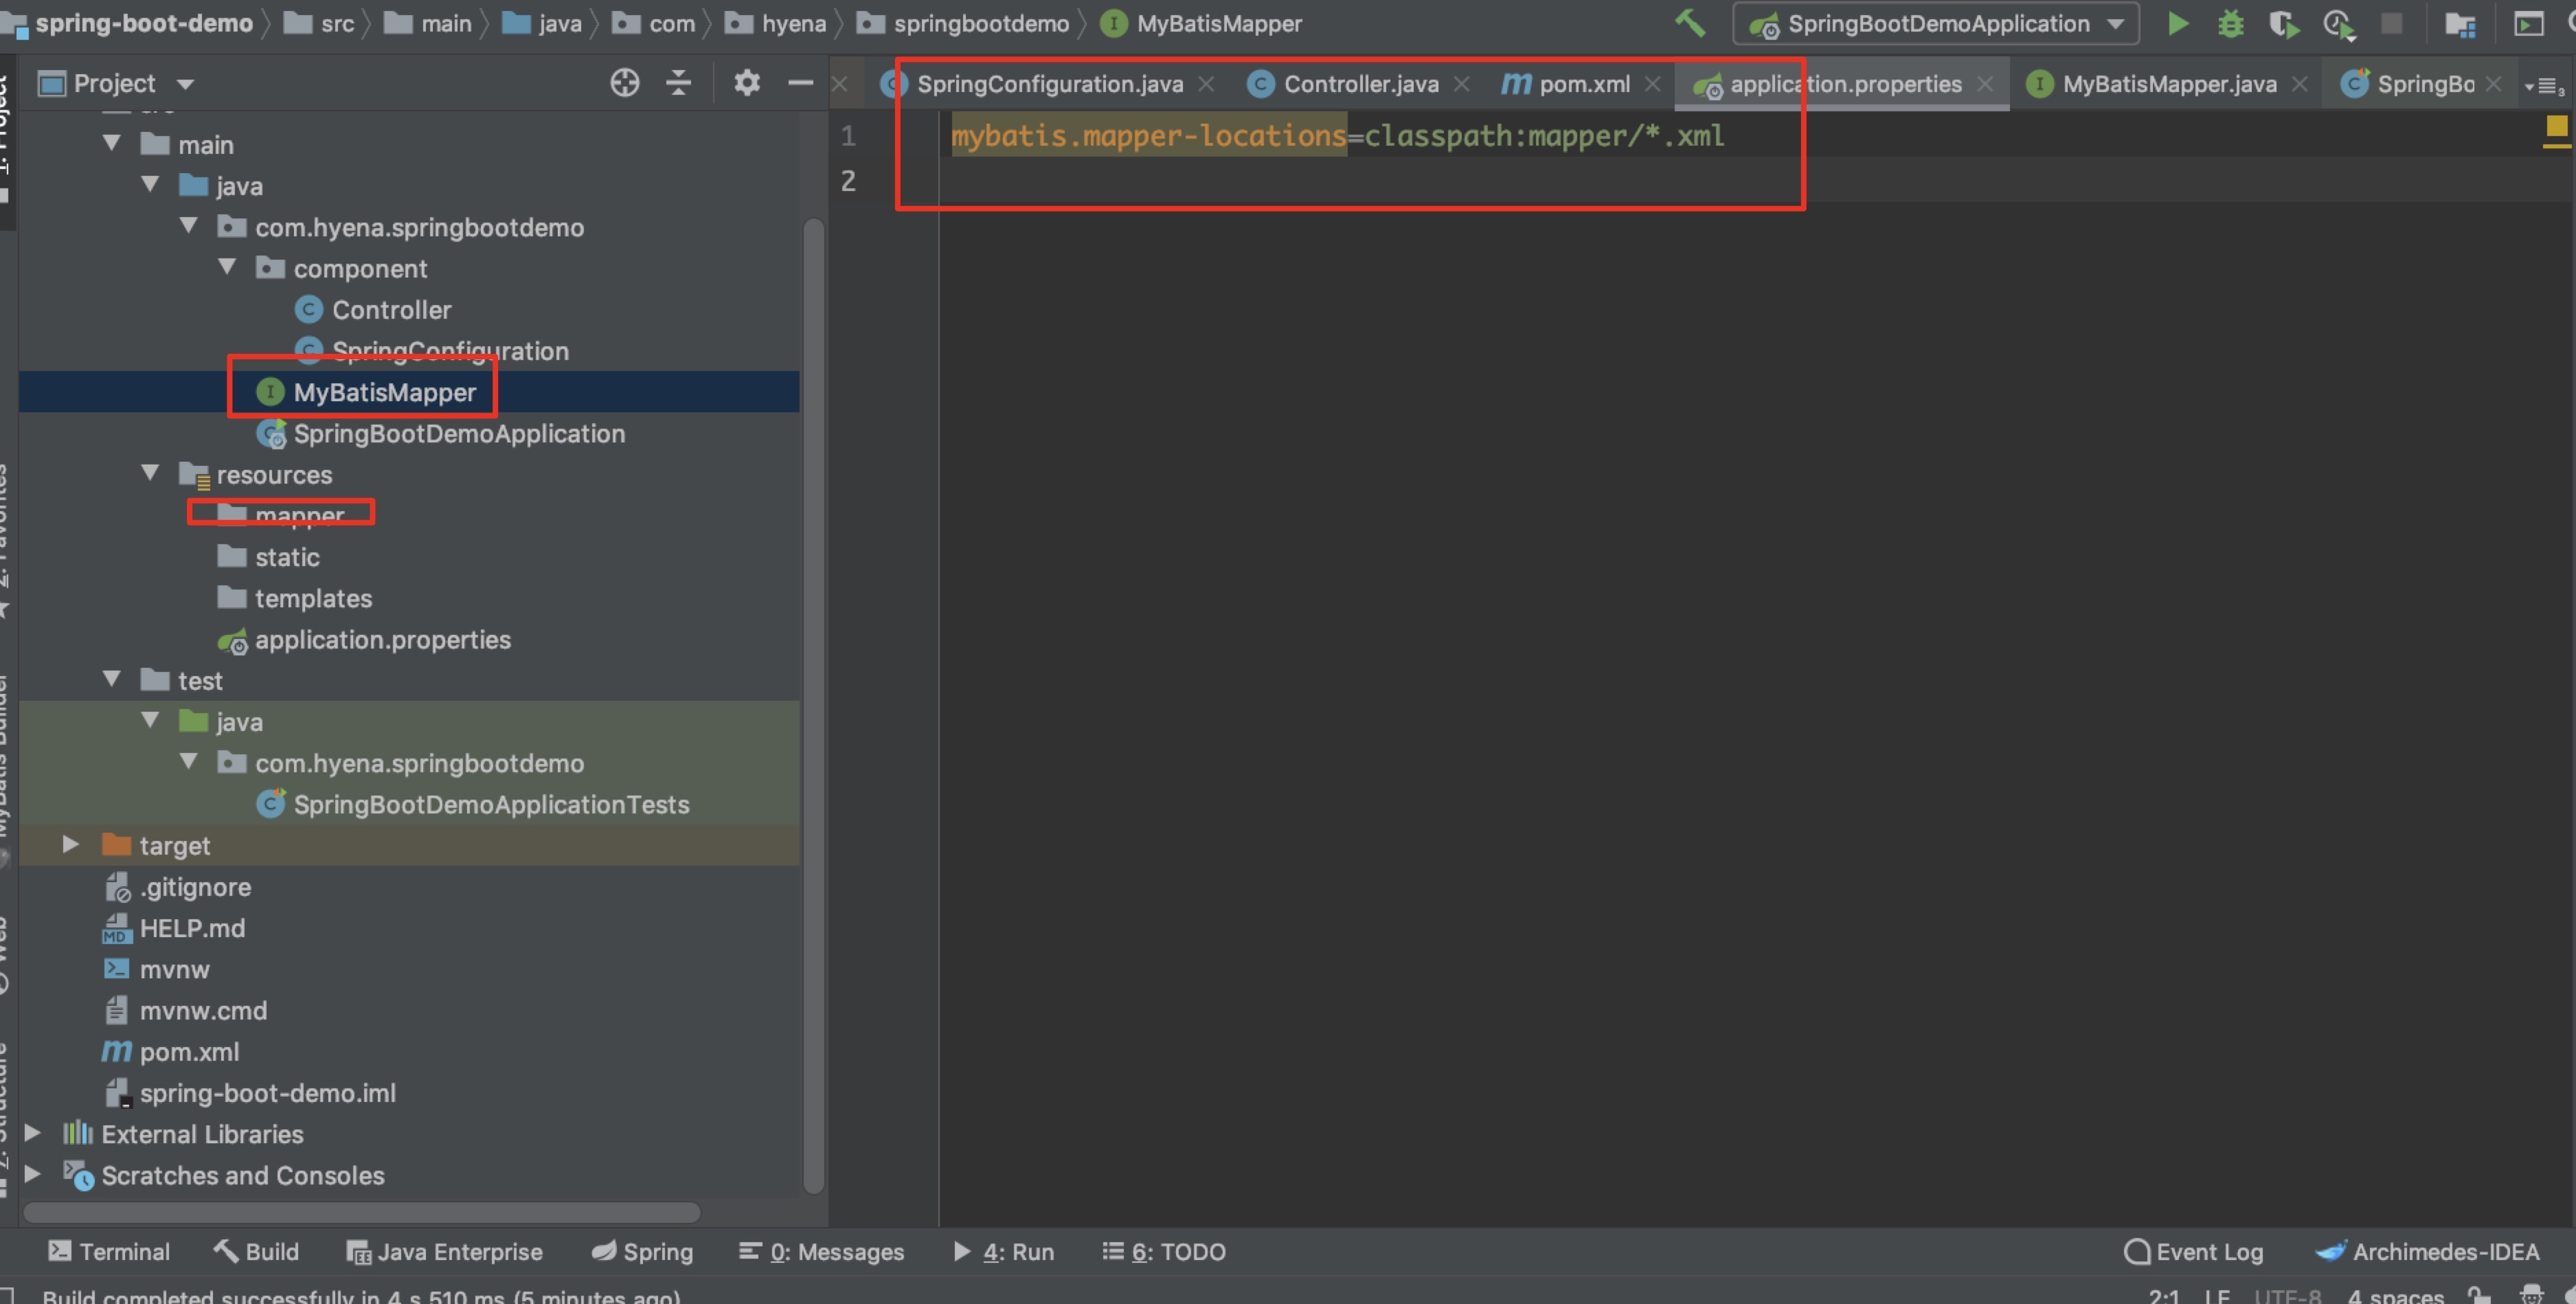 spring-boot-demo src main java com hyena springbootdemo MyBatisMapper SpringBootDemoApplication
Project
SpringConfiguration.java Controller.java pom.xml application.properties MyBatisMapper.java SpringBo
1 mybatis.mapper-locations=classpath:mapper/*.xml
2
main
java
com.hyena.springbootdemo
component
Controller
SpringConfiguration
MyBatisMapper
SpringBootDemoApplication
resources
mapper
static
templates
application.properties
test
java
com.hyena.springbootdemo
SpringBootDemoApplicationTests
target
.gitignore
HELP.md
mvnw
mvnw.cmd
pom.xml
spring-boot-demo.iml
External Libraries
Scratches and Consoles
Terminal Build Java Enterprise Spring 0: Messages 4: Run 6: TODO Event Log Archimedes-IDEA
Build completed successfully in 4 s 510 ms (5 minutes ago) 2:1 LF UTF-8 4 spaces